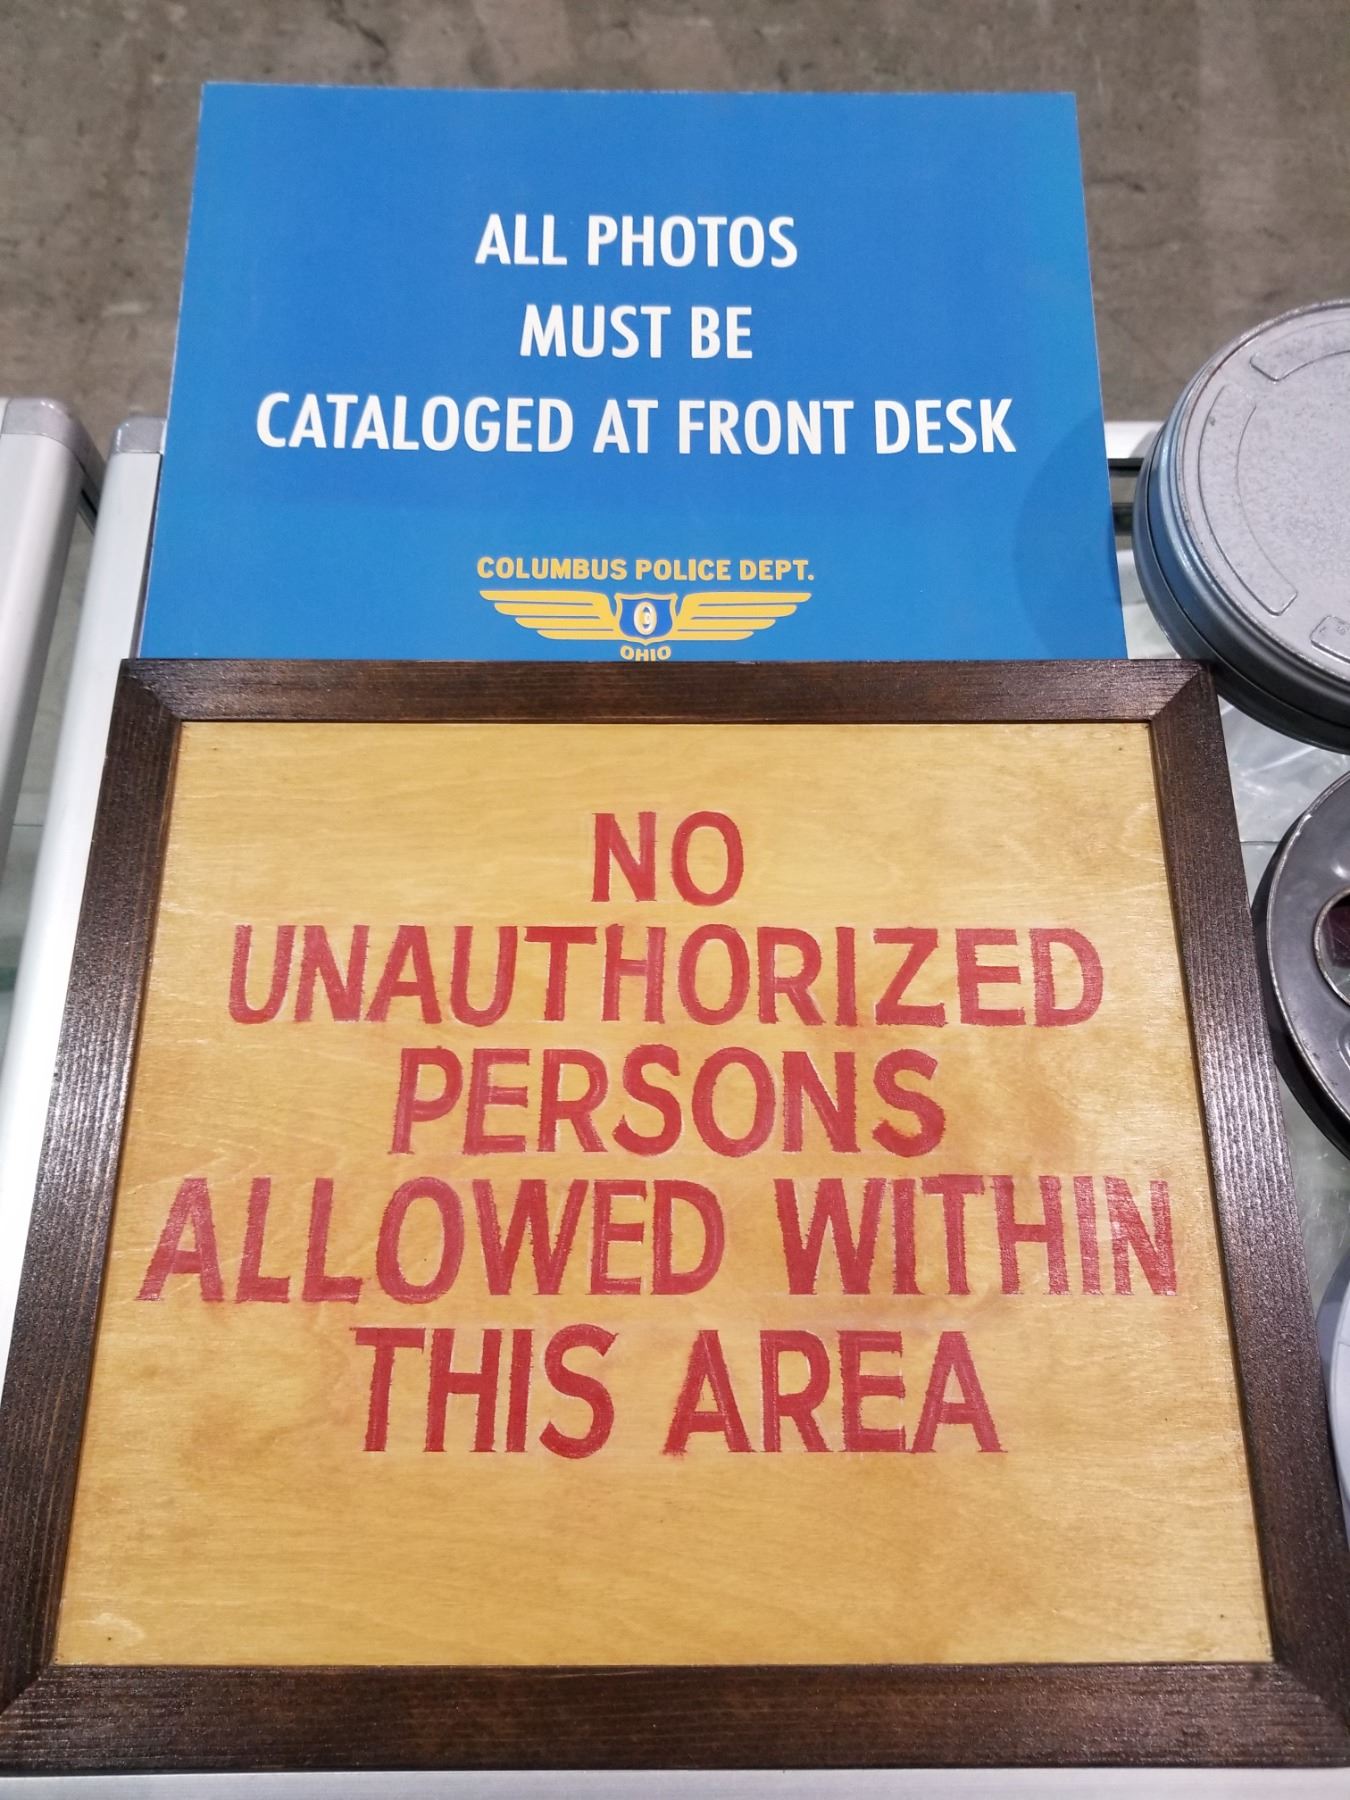 ALL PHOTOS
MUST BE
CATALOGED AT FRONT DESK
COLUMBUS POLICE DEPT.
OHIO
NO
UNAUTHORIZED
PERSONS
ALLOWED WITHIN
THIS AREA